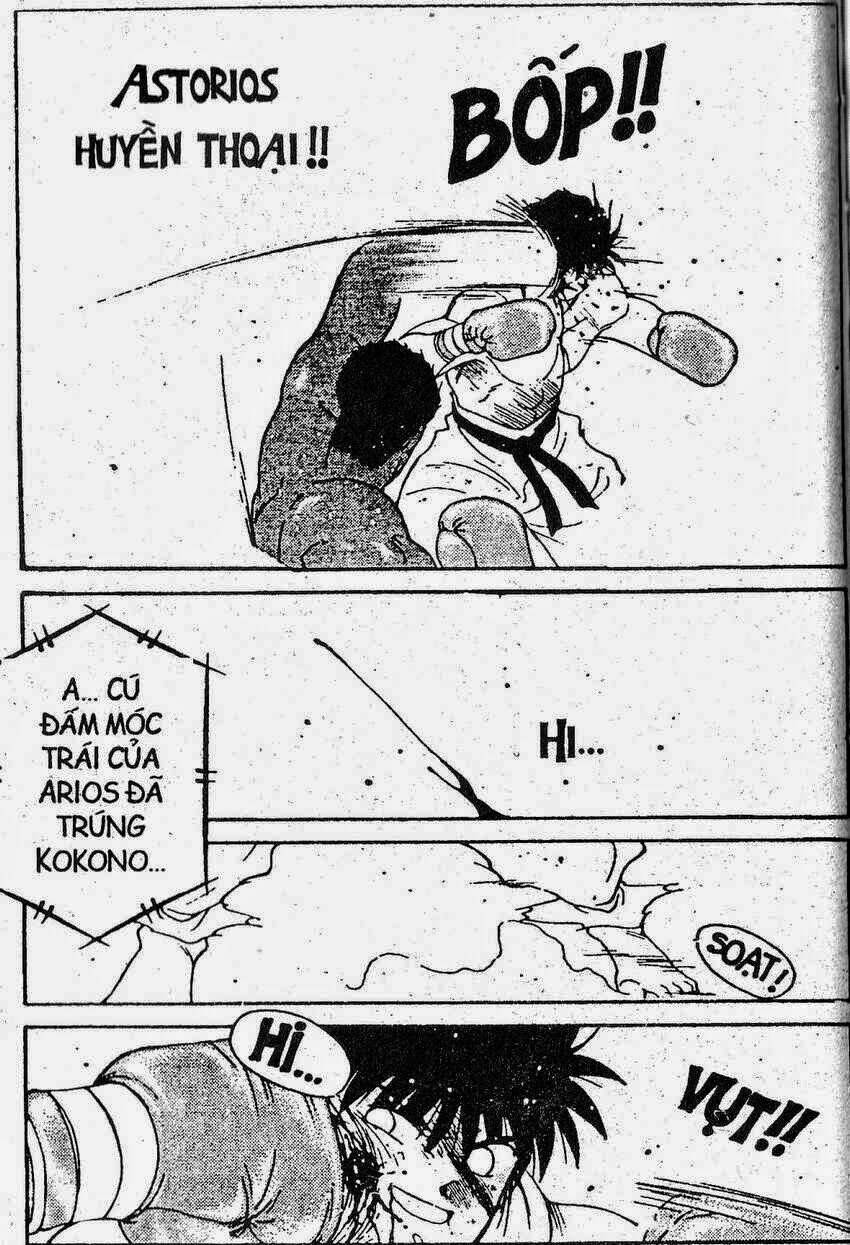 ASTORIOS
HUYỀN THOẠI!!
BỐP!!
A... CÚ
ĐẤM MÓC
TRÁI CỦA
ARIOS ĐÃ
TRÚNG
KOKONO...
HI...
SOẠT!
HI...
VỤT!!